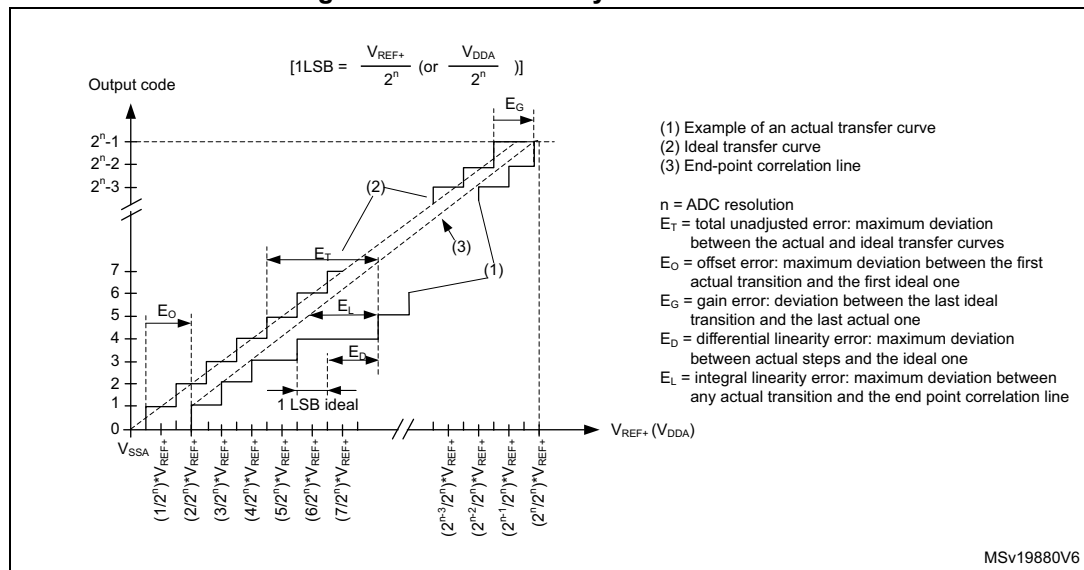 [1LSB = V_REF+ / 2^n (or V_DDA / 2^n )]
Output code
E_G
2^n-1
2^n-2
2^n-3
(2)
(3)
(1)
7
6
5
4
3
2
1
0
E_T
E_O
E_L
E_D
1 LSB ideal
V_SSA
V_REF+ (V_DDA)
(1/2^n)*V_REF+
(2/2^n)*V_REF+
(3/2^n)*V_REF+
(4/2^n)*V_REF+
(5/2^n)*V_REF+
(6/2^n)*V_REF+
(7/2^n)*V_REF+
(2^n-3/2^n)*V_REF+
(2^n-2/2^n)*V_REF+
(2^n-1/2^n)*V_REF+
(2^n/2^n)*V_REF+
(1) Example of an actual transfer curve
(2) Ideal transfer curve
(3) End-point correlation line
n = ADC resolution
E_T = total unadjusted error: maximum deviation
between the actual and ideal transfer curves
E_O = offset error: maximum deviation between the first
actual transition and the first ideal one
E_G = gain error: deviation between the last ideal
transition and the last actual one
E_D = differential linearity error: maximum deviation
between actual steps and the ideal one
E_L = integral linearity error: maximum deviation between
any actual transition and the end point correlation line
MSv19880V6